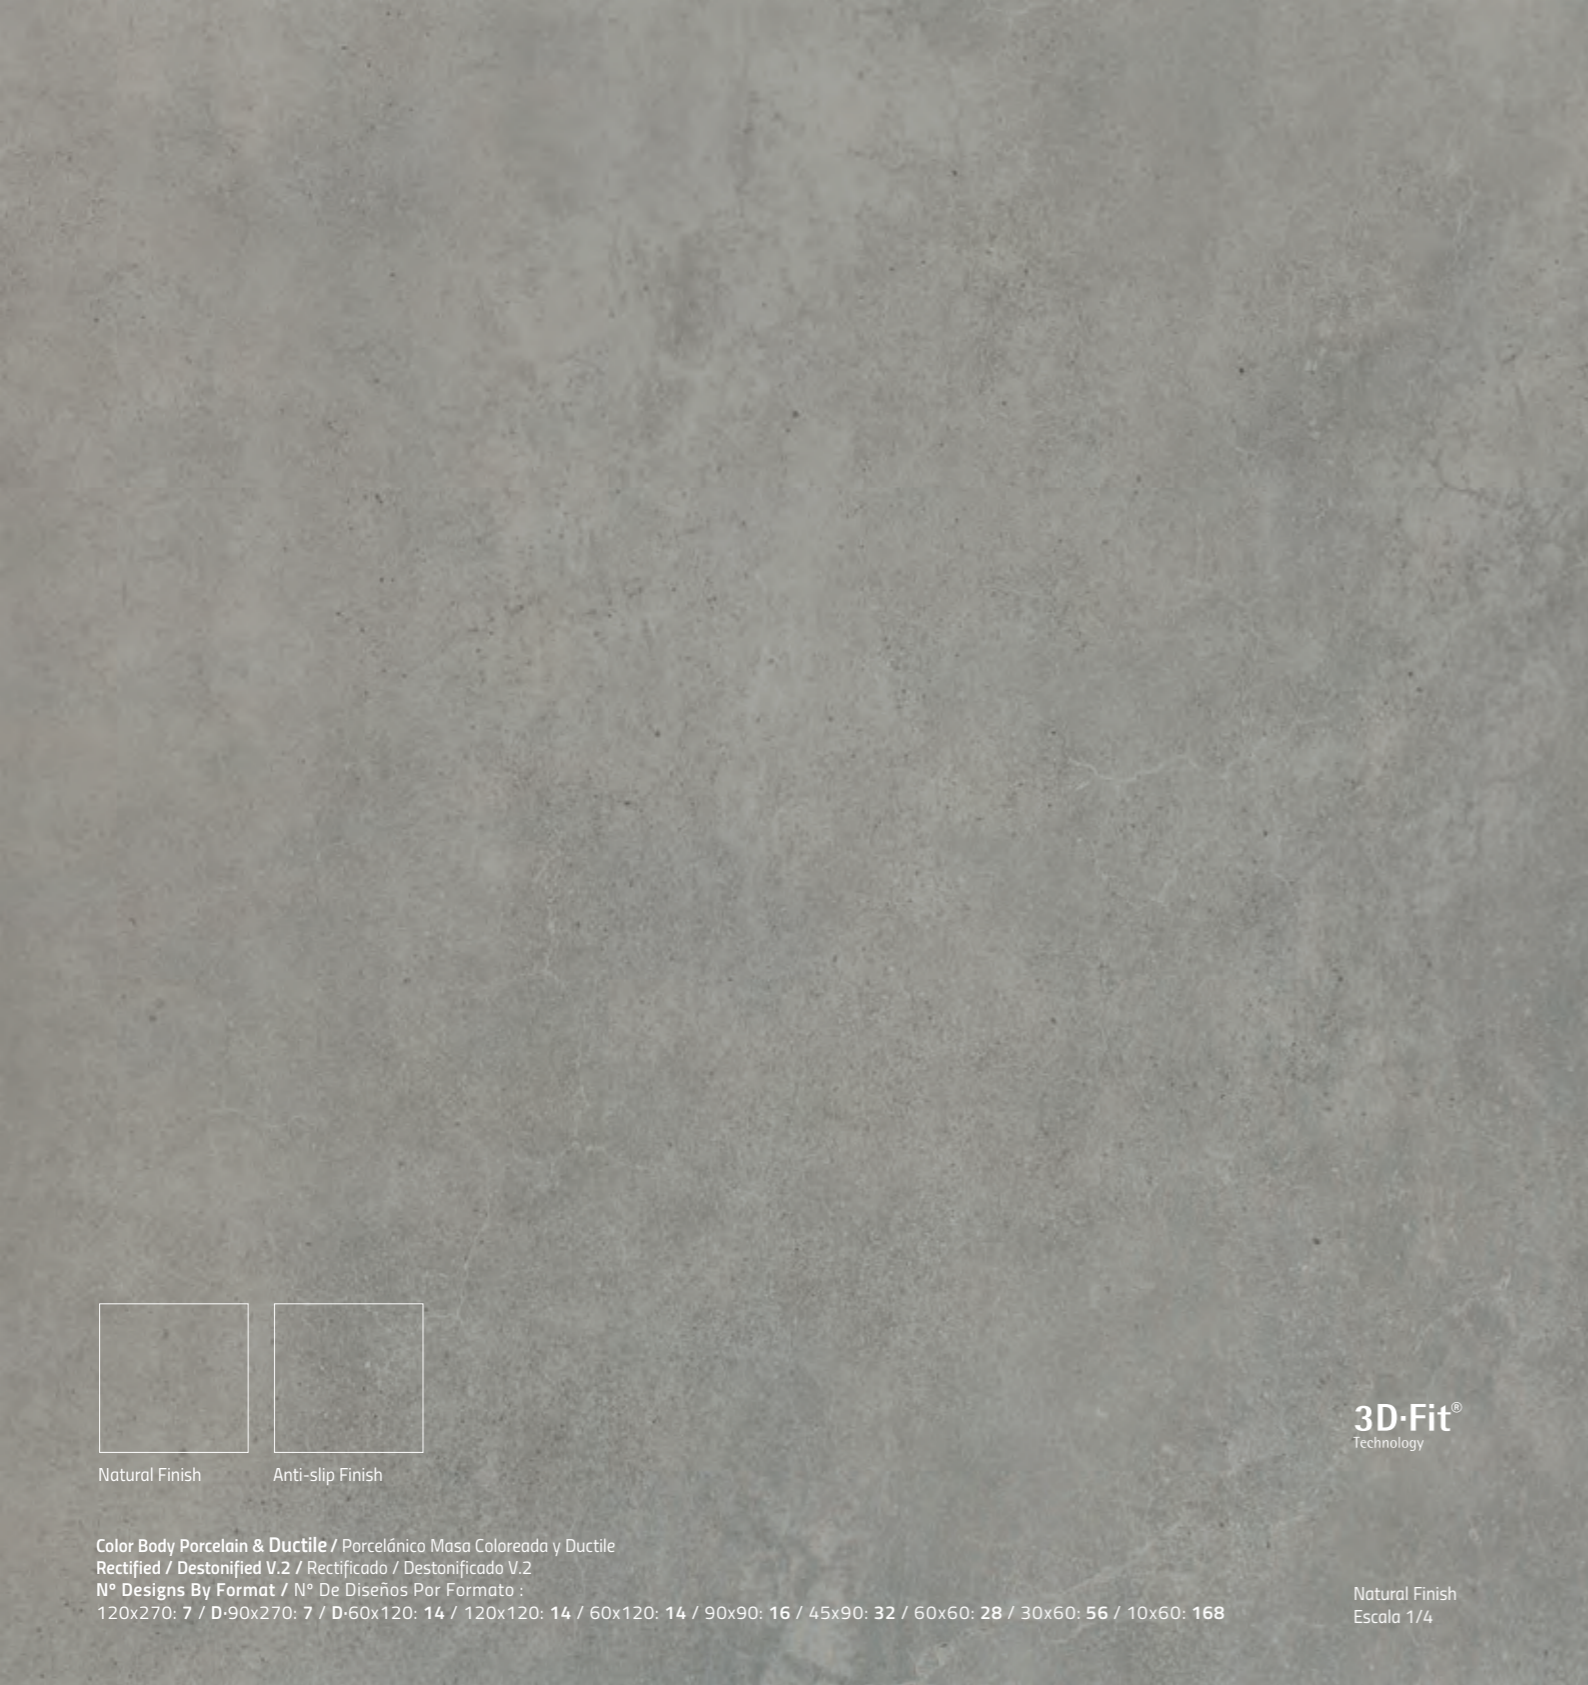 3D·Fit®
Technology
Natural Finish
Anti-slip Finish
Color Body Porcelain & Ductile / Porcelánico Masa Coloreada y Ductile
Rectified / Destonified V.2 / Rectificado / Destonificado V.2
Nº Designs By Format / Nº De Diseños Por Formato :
120x270: 7 / D·90x270: 7 / D·60x120: 14 / 120x120: 14 / 60x120: 14 / 90x90: 16 / 45x90: 32 / 60x60: 28 / 30x60: 56 / 10x60: 168
Natural Finish
Escala 1/4